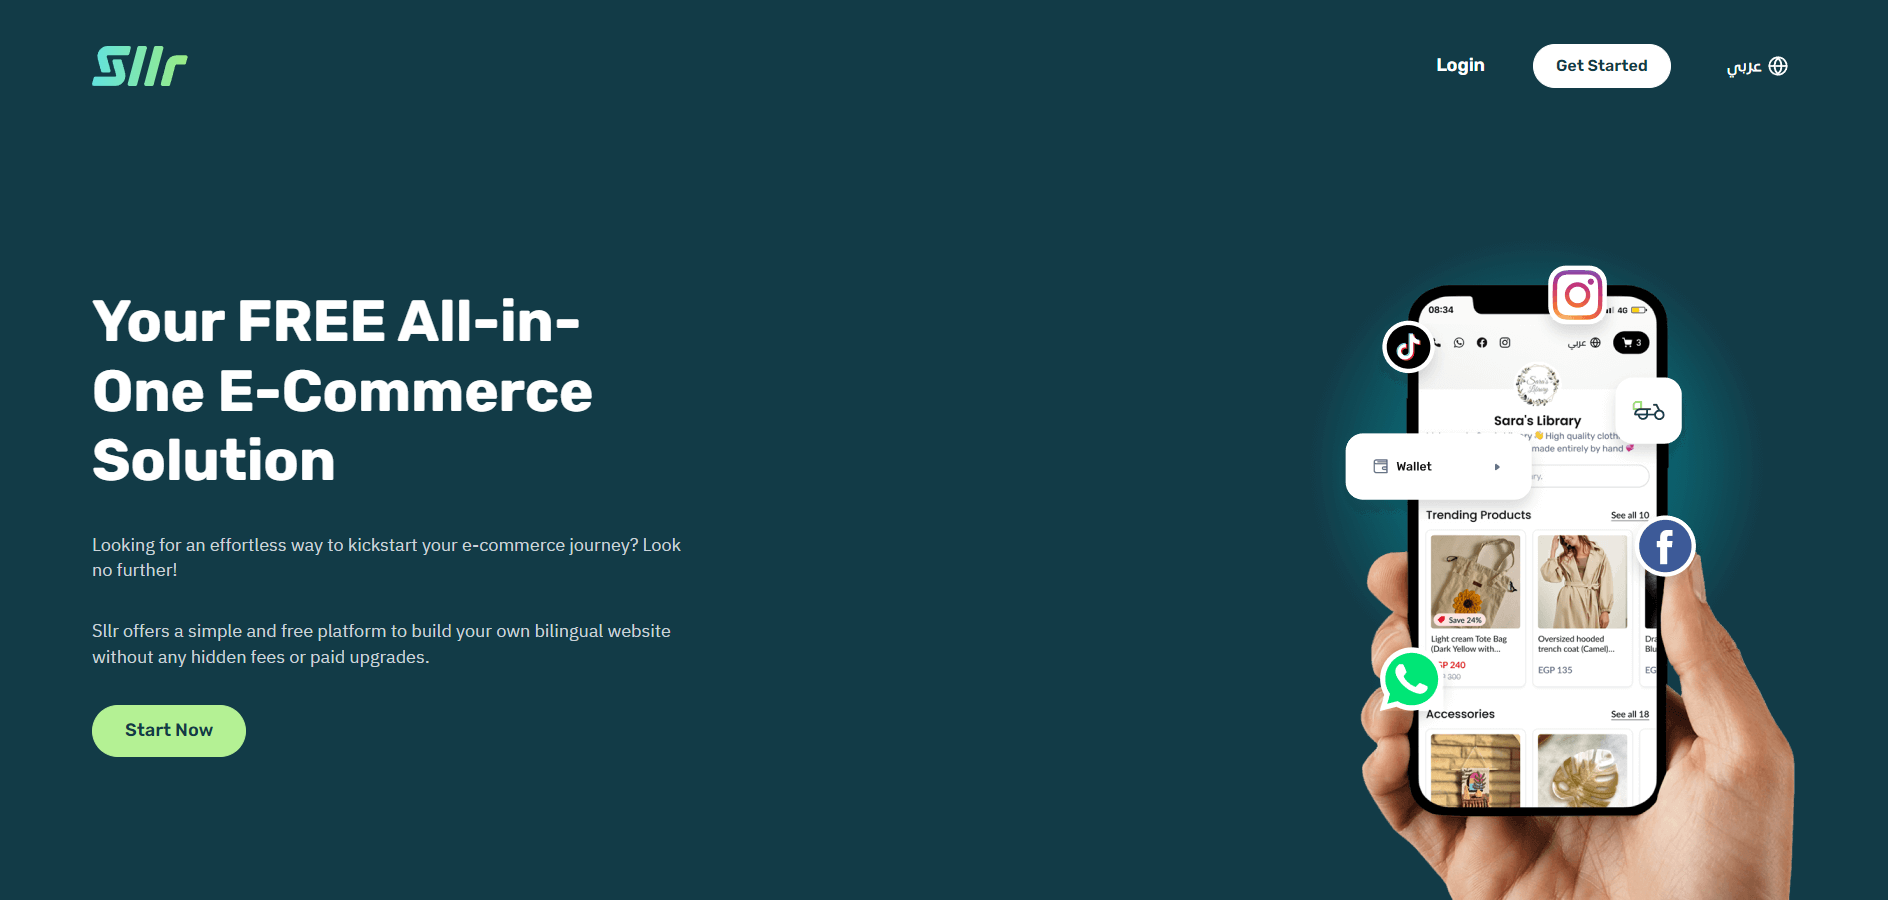 Sllr
Login
Get Started
عربي
Your FREE All-in-
One E-Commerce
Solution
Looking for an effortless way to kickstart your e-commerce journey? Look
no further!
Sllr offers a simple and free platform to build your own bilingual website
without any hidden fees or paid upgrades.
Start Now
08:34
4G
عربي
3
Sara's
Library
Sara's Library
👋 High quality
made entirely by hand 💞
Wallet
Trending Products
See all 10
Save 24%
Light cream Tote Bag
(Dark Yellow with...
240
300
Oversized hooded
trench coat (Camel)...
EGP 135
Accessories
See all 18